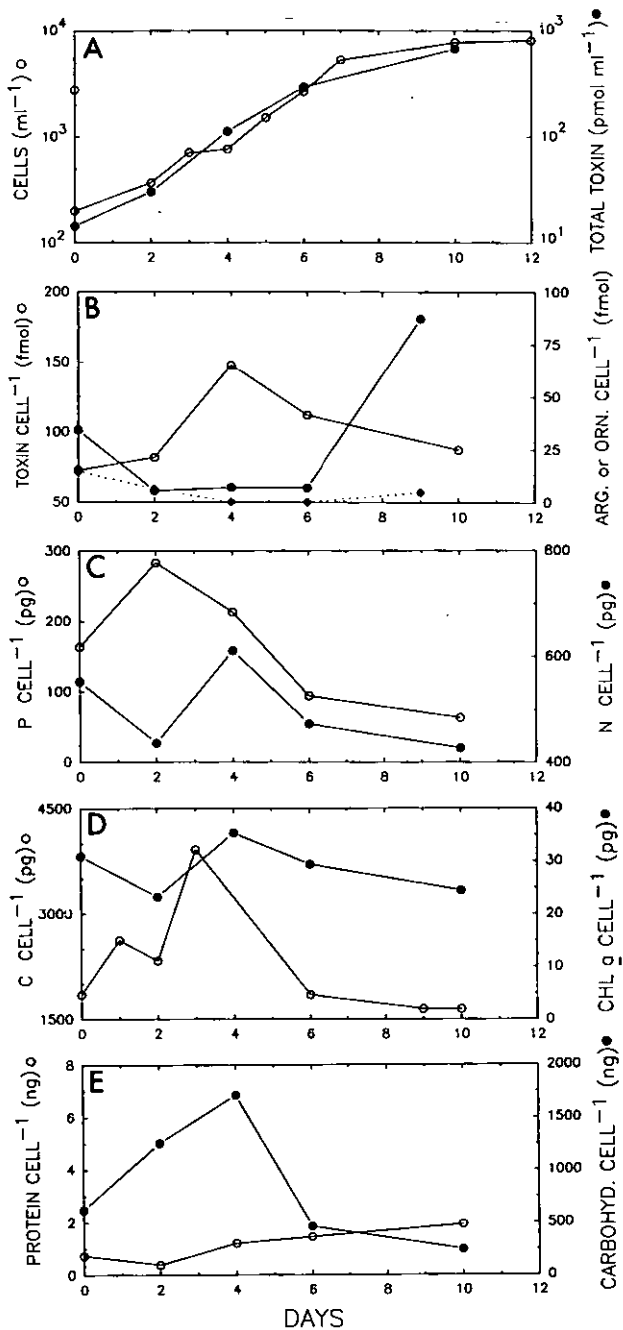 A
CELLS (ml⁻¹) ○
10⁴
10³
10²
TOTAL TOXIN (pmol ml⁻¹) ●
10³
10²
10¹
0 2 4 6 8 10 12
B
TOXIN CELL⁻¹ (fmol) ○
200
150
100
50
ARG. or ORN. CELL⁻¹ (fmol)
100
75
50
25
0
0 2 4 6 8 10 12
C
P CELL⁻¹ (pg) ○
300
200
100
0
N CELL⁻¹ (pg) ●
800
600
400
0 2 4 6 8 10 12
D
C CELL⁻¹ (pg) ○
4500
3000
1500
CHL a CELL⁻¹ (pg) ●
40
30
20
10
0
0 2 4 6 8 10 12
E
PROTEIN CELL⁻¹ (ng) ○
8
6
4
2
0
CARBOHYD. CELL⁻¹ (ng) ●
2000
1500
1000
500
0
0 2 4 6 8 10 12
DAYS